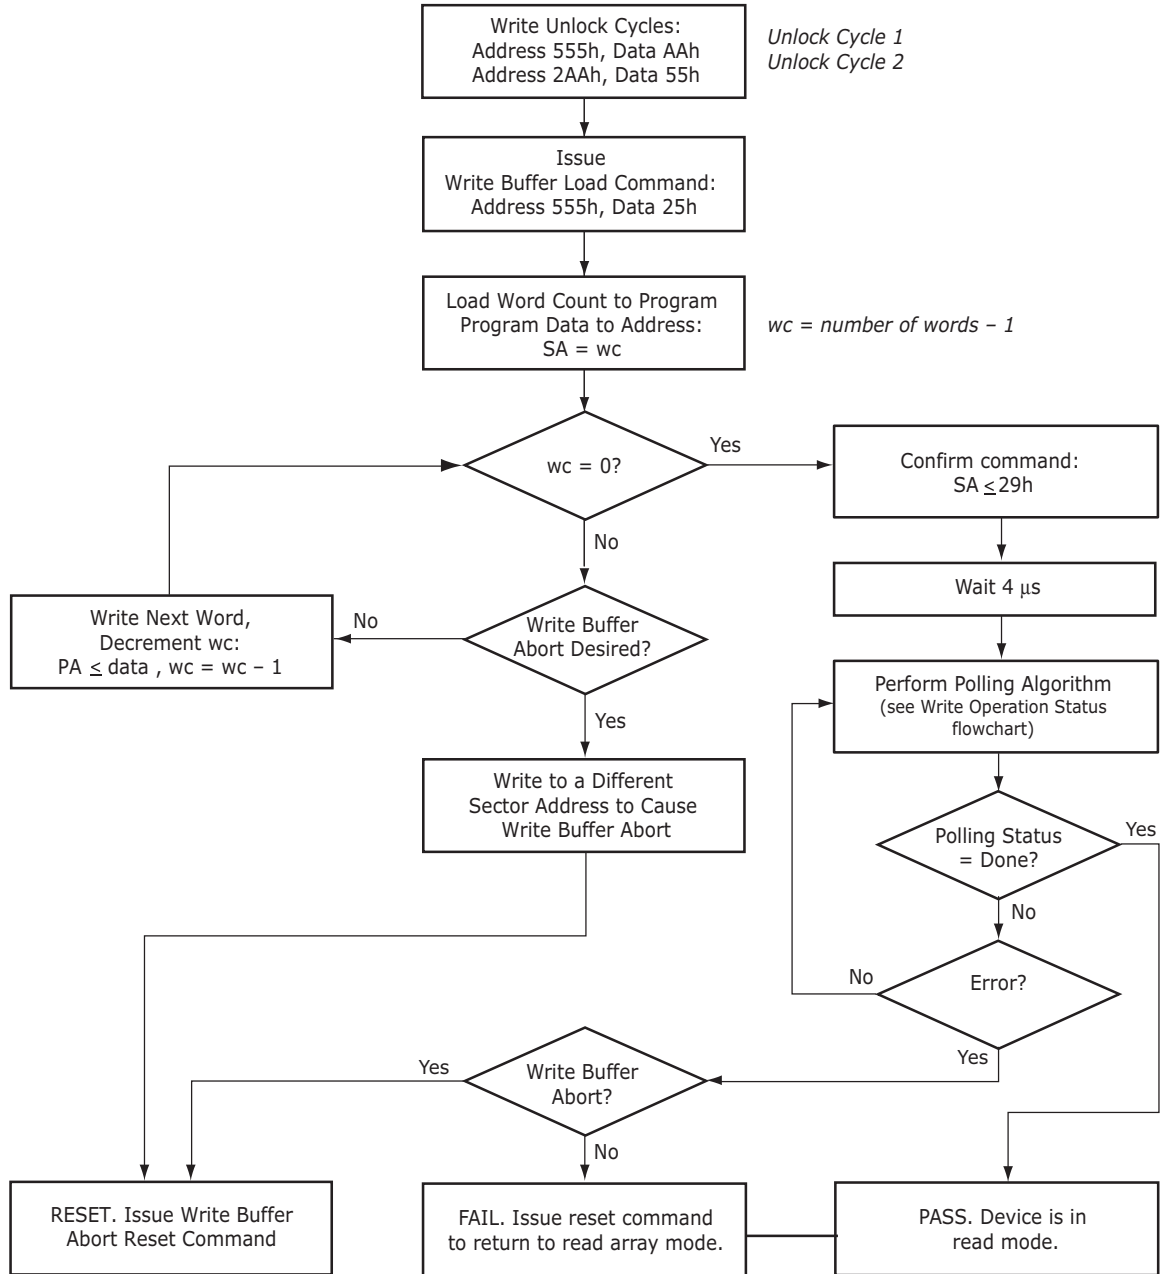 Write Unlock Cycles:
Address 555h, Data AAh
Address 2AAh, Data 55h
Unlock Cycle 1
Unlock Cycle 2
Issue
Write Buffer Load Command:
Address 555h, Data 25h
Load Word Count to Program
Program Data to Address:
SA = wc
wc = number of words – 1
wc = 0?
Yes
Confirm command:
SA ≤ 29h
No
Wait 4 μs
Write Next Word,
Decrement wc:
PA ≤ data , wc = wc – 1
No
Write Buffer
Abort Desired?
Perform Polling Algorithm
(see Write Operation Status
flowchart)
Yes
Write to a Different
Sector Address to Cause
Write Buffer Abort
Polling Status
= Done?
Yes
No
No
Error?
Yes
Yes
Write Buffer
Abort?
No
RESET. Issue Write Buffer
Abort Reset Command
FAIL. Issue reset command
to return to read array mode.
PASS. Device is in
read mode.